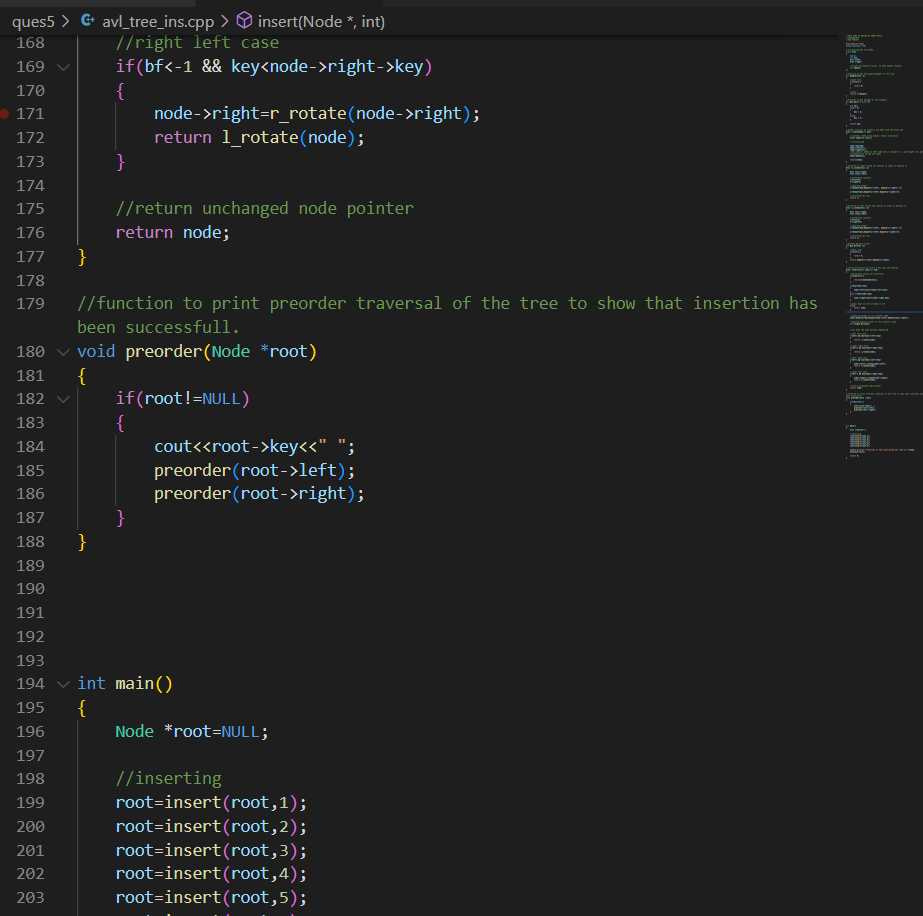 ques5 > avl_tree_ins.cpp > insert(Node *, int)
168 //right left case
169 if(bf<-1 && key<node->right->key)
170 {
171 node->right=r_rotate(node->right);
172 return l_rotate(node);
173 }
174
175 //return unchanged node pointer
176 return node;
177 }
178
179 //function to print preorder traversal of the tree to show that insertion has
been successfull.
180 void preorder(Node *root)
181 {
182 if(root!=NULL)
183 {
184 cout<<root->key<<" ";
185 preorder(root->left);
186 preorder(root->right);
187 }
188 }
189
190
191
192
193
194 int main()
195 {
196 Node *root=NULL;
197
198 //inserting
199 root=insert(root,1);
200 root=insert(root,2);
201 root=insert(root,3);
202 root=insert(root,4);
203 root=insert(root,5);